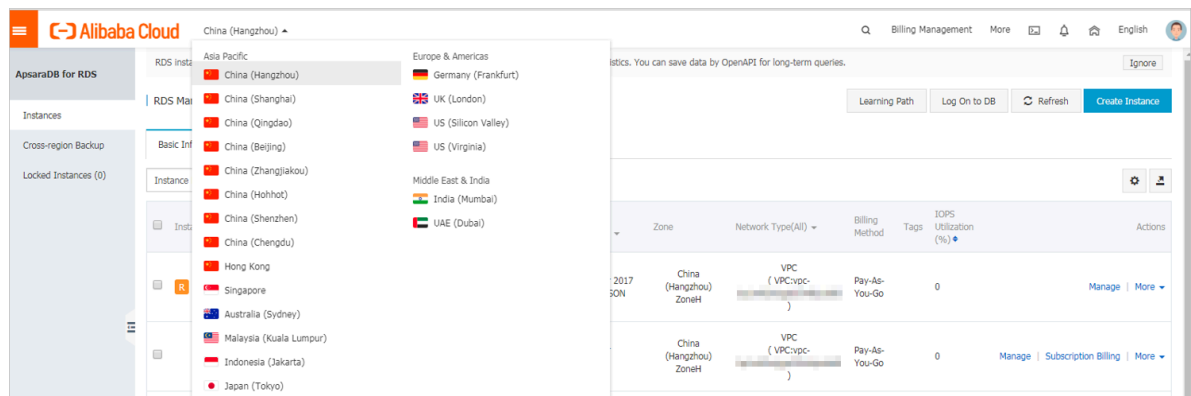 Alibaba Cloud
China (Hangzhou)
Billing Management
More
English
ApsaraDB for RDS
Instances
Cross-region Backup
Locked Instances (0)
RDS insta
istics. You can save data by OpenAPI for long-term queries.
Ignore
RDS Mar
Learning Path
Log On to DB
Refresh
Create Instance
Basic Inf
Instance
Asia Pacific
China (Hangzhou)
China (Shanghai)
China (Qingdao)
China (Beijing)
China (Zhangjiakou)
China (Hohhot)
China (Shenzhen)
China (Chengdu)
Hong Kong
Singapore
Australia (Sydney)
Malaysia (Kuala Lumpur)
Indonesia (Jakarta)
Japan (Tokyo)
Europe & Americas
Germany (Frankfurt)
UK (London)
US (Silicon Valley)
US (Virginia)
Middle East & India
India (Mumbai)
UAE (Dubai)
Insta
Zone
Network Type(All)
Billing
Method
Tags
IOPS
Utilization
(%)
Actions
R
2017
SON
China
(Hangzhou)
ZoneH
VPC
( VPC:vpc-
)
Pay-As-
You-Go
0
Manage | More
China
(Hangzhou)
ZoneH
VPC
( VPC:vpc-
)
Pay-As-
You-Go
0
Manage | Subscription Billing | More